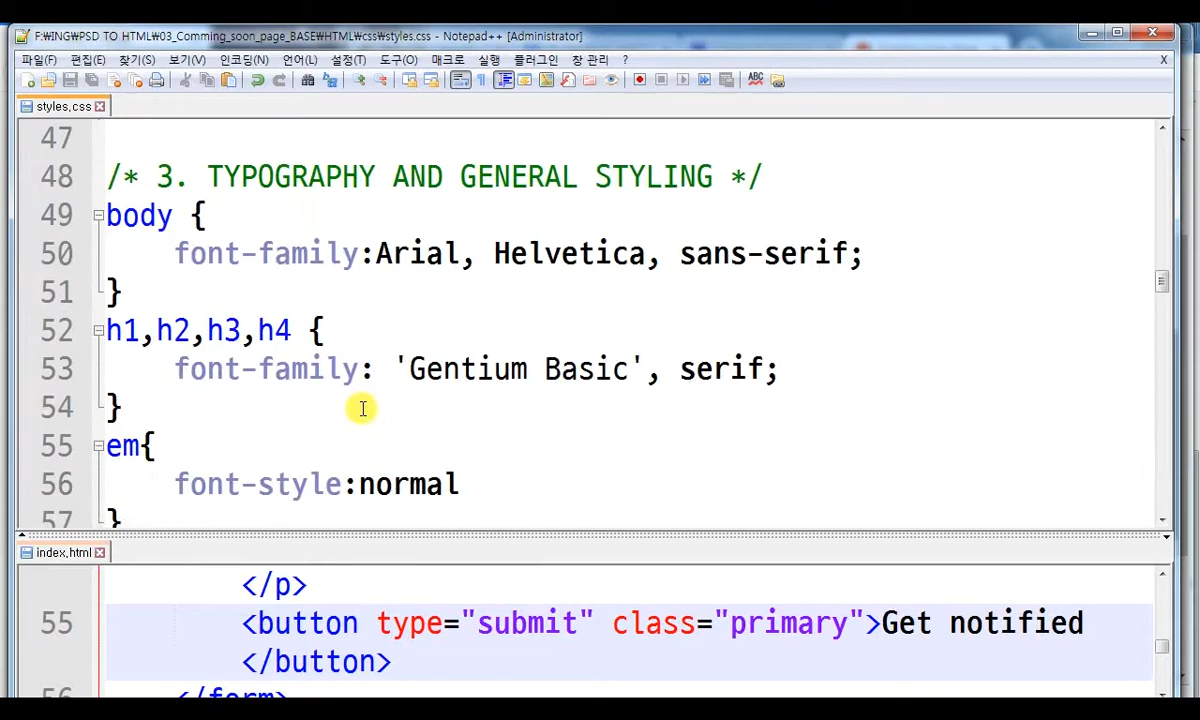 F:\ING\PSD TO HTML\03_Comming_soon_page_BASE\HTML\css\styles.css - Notepad++ [Administrator]
파일(F) 편집(E) 찾기(S) 보기(V) 인코딩(N) 언어(L) 설정(T) 도구(O) 매크로 실행 플러그인 창 관리 ? X
styles.css
47
48 /* 3. TYPOGRAPHY AND GENERAL STYLING */
49 body {
50 font-family:Arial, Helvetica, sans-serif;
51 }
52 h1,h2,h3,h4 {
53 font-family: 'Gentium Basic', serif;
54 }
55 em{
56 font-style:normal
57 }
index.html
</p>
55 <button type="submit" class="primary">Get notified
</button>
56 </form>